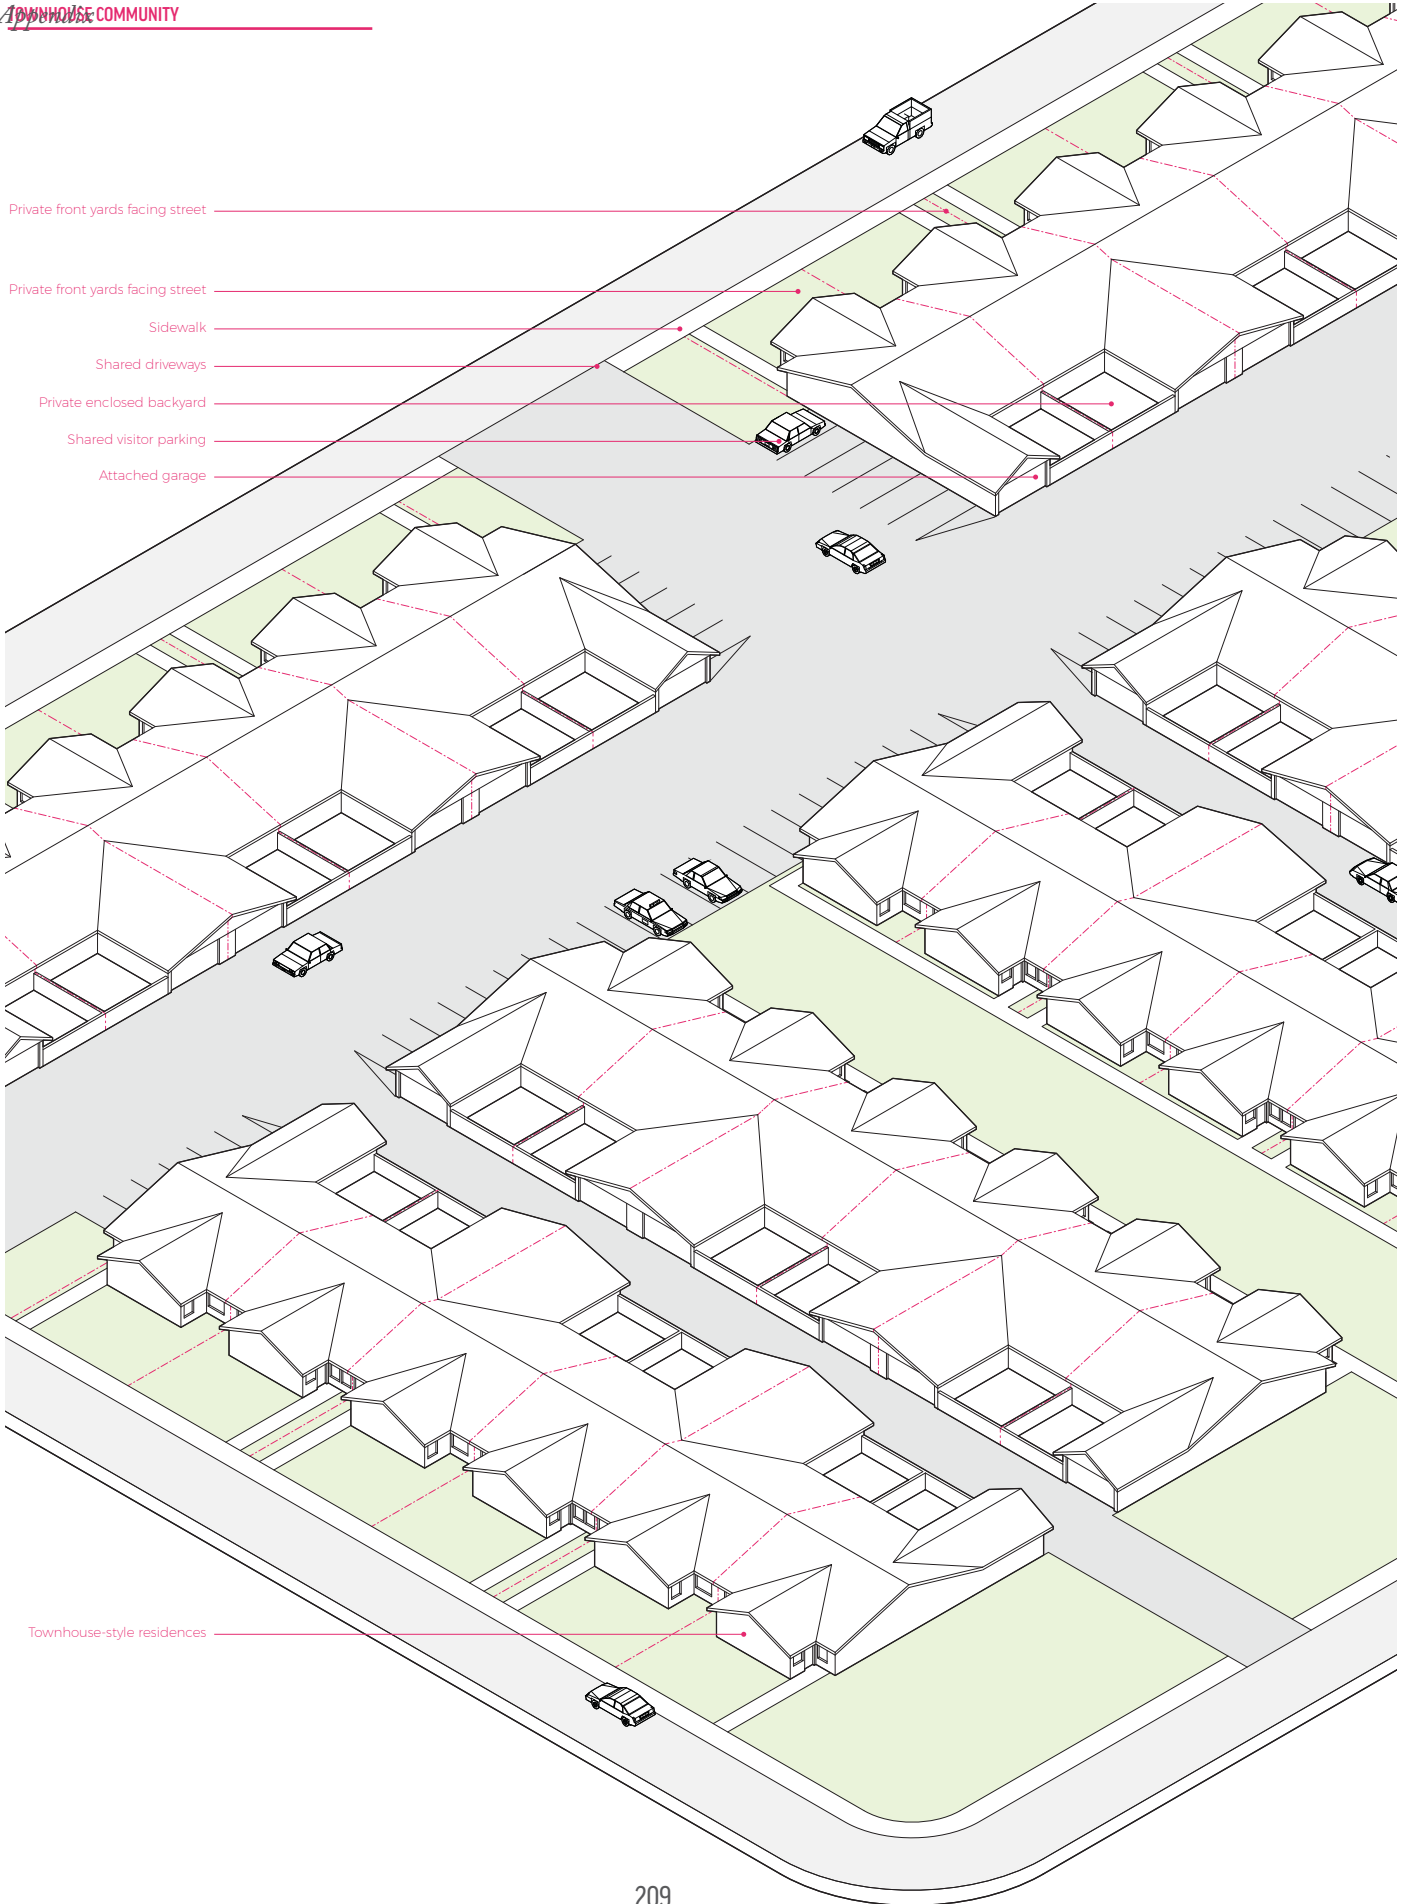 Appendix
TOWNHOUSE COMMUNITY
Private front yards facing street
Private front yards facing street
Sidewalk
Shared driveways
Private enclosed backyard
Shared visitor parking
Attached garage
Townhouse-style residences
209